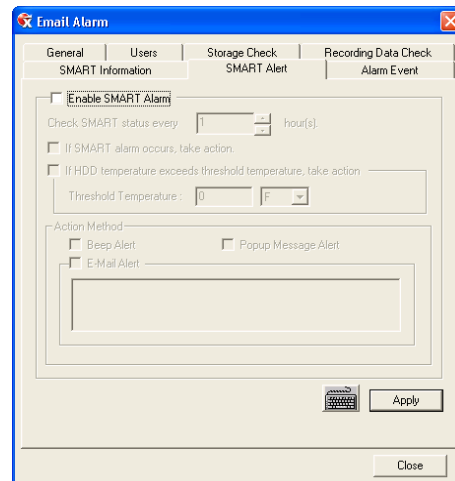 Email Alarm
General Users Storage Check Recording Data Check
SMART Information SMART Alert Alarm Event
Enable SMART Alarm
Check SMART status every 1 hour(s).
If SMART alarm occurs, take action.
If HDD temperature exceeds threshold temperature, take action
Threshold Temperature : 0 F
Action Method
Beep Alert Popup Message Alert
E-Mail Alert
Apply
Close